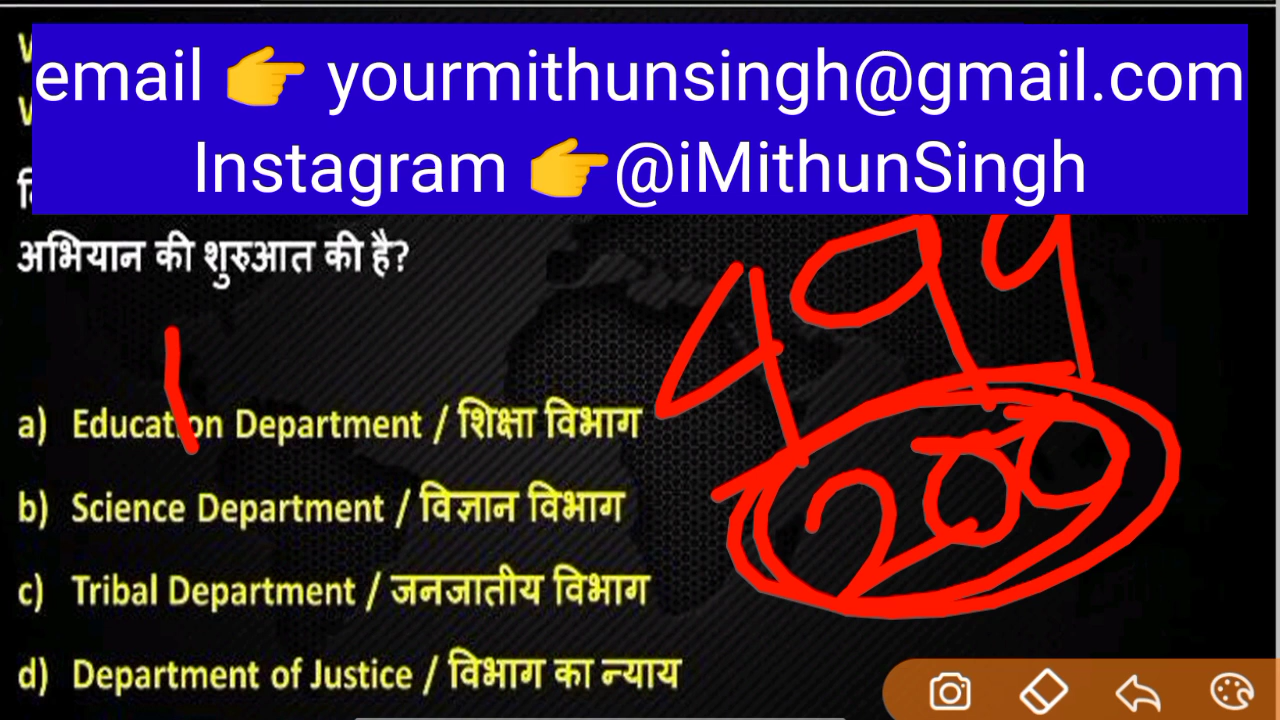 email 👉 yourmithunsingh@gmail.com
Instagram 👉@iMithunSingh
अभियान की शुरुआत की है?
499
a) Education Department / शिक्षा विभाग
200
b) Science Department / विज्ञान विभाग
c) Tribal Department / जनजातीय विभाग
d) Department of Justice / विभाग का न्याय